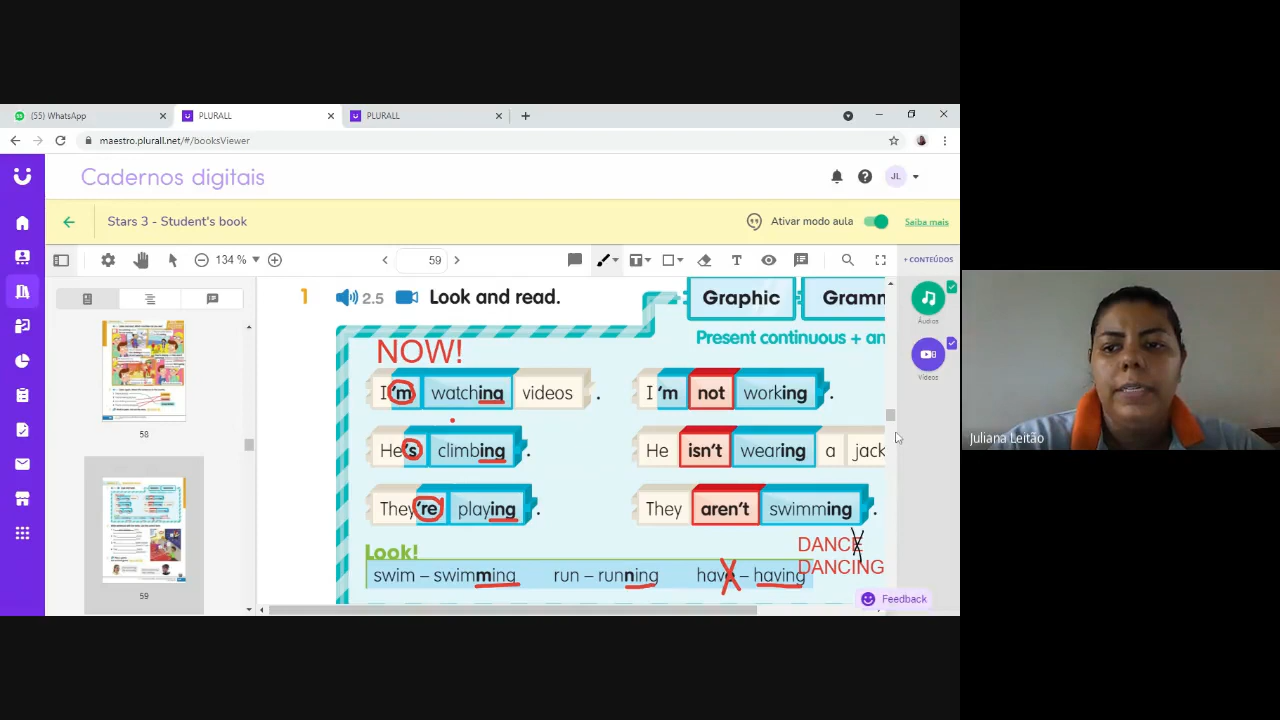 (55) WhatsApp
PLURALL
PLURALL
maestro.plurall.net/#/booksViewer
Cadernos digitais
JL
Stars 3 - Student's book
Ativar modo aula
Saiba mais
134 %
59
T
+ CONTEÚDOS
1
2.5
Look and read.
Graphic
Gramm
Present continuous + an
NOW!
I'm watching videos.
I'm not working.
He's climbing.
He isn't wearing a jack
They're playing.
They aren't swimming.
Look!
DANCE
DANCING
swim – swimming
run – running
have – having
58
59
Áudios
Vídeos
Feedback
Juliana Leitão